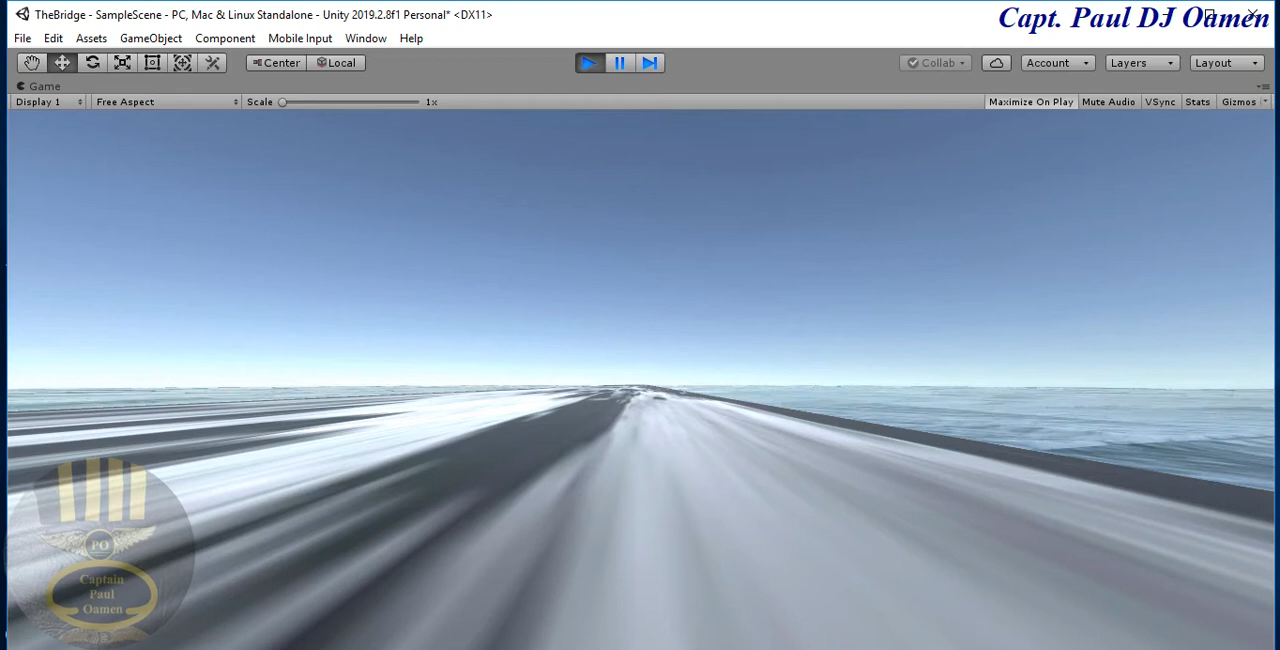 TheBridge - SampleScene - PC, Mac & Linux Standalone - Unity 2019.2.8f1 Personal* <DX11>
Capt. Paul DJ Oamen
File Edit Assets GameObject Component Mobile Input Window Help
Center Local Collab Account Layers Layout
Game
Display 1 Free Aspect Scale 1x Maximize On Play Mute Audio VSync Stats Gizmos
PO
Captain
Paul
Oamen